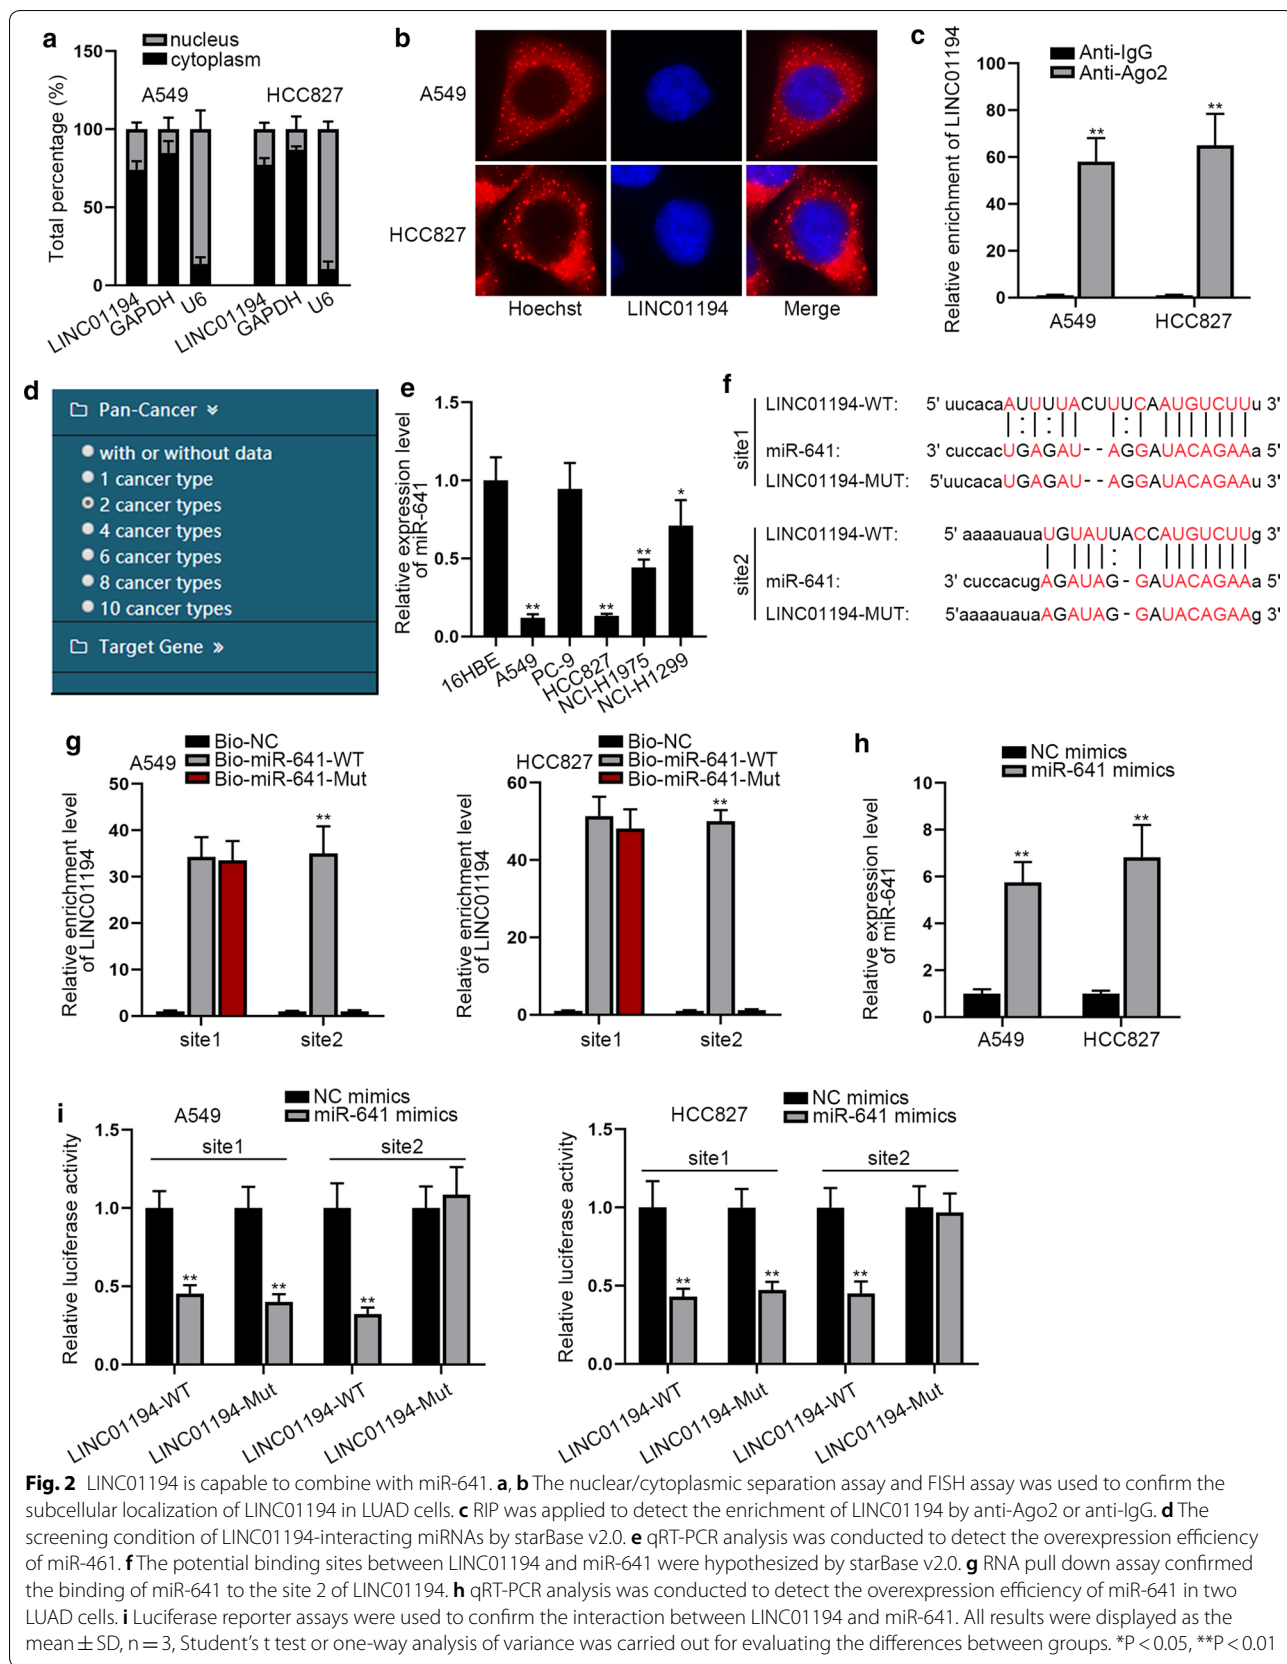 a
nucleus
cytoplasm
Total percentage (%)
150
100
50
0
A549
HCC827
LINC01194
GAPDH
U6
LINC01194
GAPDH
U6
b
A549
HCC827
Hoechst
LINC01194
Merge
c
Anti-IgG
Anti-Ago2
Relative enrichment of LINC01194
100
80
60
40
20
0
**
**
A549
HCC827
d
Pan-Cancer
with or without data
1 cancer type
2 cancer types
4 cancer types
6 cancer types
8 cancer types
10 cancer types
Target Gene
e
Relative expression level
of miR-641
1.5
1.0
0.5
0.0
**
**
**
*
16HBE
A549
PC-9
HCC827
NCI-H1975
NCI-H1299
f
site1
LINC01194-WT: 5' uucacaAUUUUACUUUCAAUGUCUUu 3'
miR-641: 3' cuccacUGAGAU--AGGAUACAGAAa 5'
LINC01194-MUT: 5'uucacaUGAGAU--AGGAUACAGAAu 3'
site2
LINC01194-WT: 5' aaaauauaUGUAUUACCAUGUCUUg 3'
miR-641: 3' cuccacugAGAUAG-GAUACAGAAa 5'
LINC01194-MUT: 5'aaaauauaAGAUAG-GAUACAGAAg 3'
g
A549
Bio-NC
Bio-miR-641-WT
Bio-miR-641-Mut
Relative enrichment level
of LINC01194
50
40
30
20
10
0
**
site1
site2
HCC827
Bio-NC
Bio-miR-641-WT
Bio-miR-641-Mut
Relative enrichment level
of LINC01194
60
40
20
0
**
site1
site2
h
NC mimics
miR-641 mimics
Relative expression level
of miR-641
10
8
6
4
2
0
**
**
A549
HCC827
i
A549
NC mimics
miR-641 mimics
Relative luciferase activity
1.5
1.0
0.5
0.0
site1
site2
**
**
**
LINC01194-WT
LINC01194-Mut
LINC01194-WT
LINC01194-Mut
HCC827
NC mimics
miR-641 mimics
Relative luciferase activity
1.5
1.0
0.5
0.0
site1
site2
**
**
**
LINC01194-WT
LINC01194-Mut
LINC01194-WT
LINC01194-Mut
Fig. 2 LINC01194 is capable to combine with miR-641. a, b The nuclear/cytoplasmic separation assay and FISH assay was used to confirm the
subcellular localization of LINC01194 in LUAD cells. c RIP was applied to detect the enrichment of LINC01194 by anti-Ago2 or anti-IgG. d The
screening condition of LINC01194-interacting miRNAs by starBase v2.0. e qRT-PCR analysis was conducted to detect the overexpression efficiency
of miR-461. f The potential binding sites between LINC01194 and miR-641 were hypothesized by starBase v2.0. g RNA pull down assay confirmed
the binding of miR-641 to the site 2 of LINC01194. h qRT-PCR analysis was conducted to detect the overexpression efficiency of miR-641 in two
LUAD cells. i Luciferase reporter assays were used to confirm the interaction between LINC01194 and miR-641. All results were displayed as the
mean ± SD, n = 3, Student's t test or one-way analysis of variance was carried out for evaluating the differences between groups. *P < 0.05, **P < 0.01